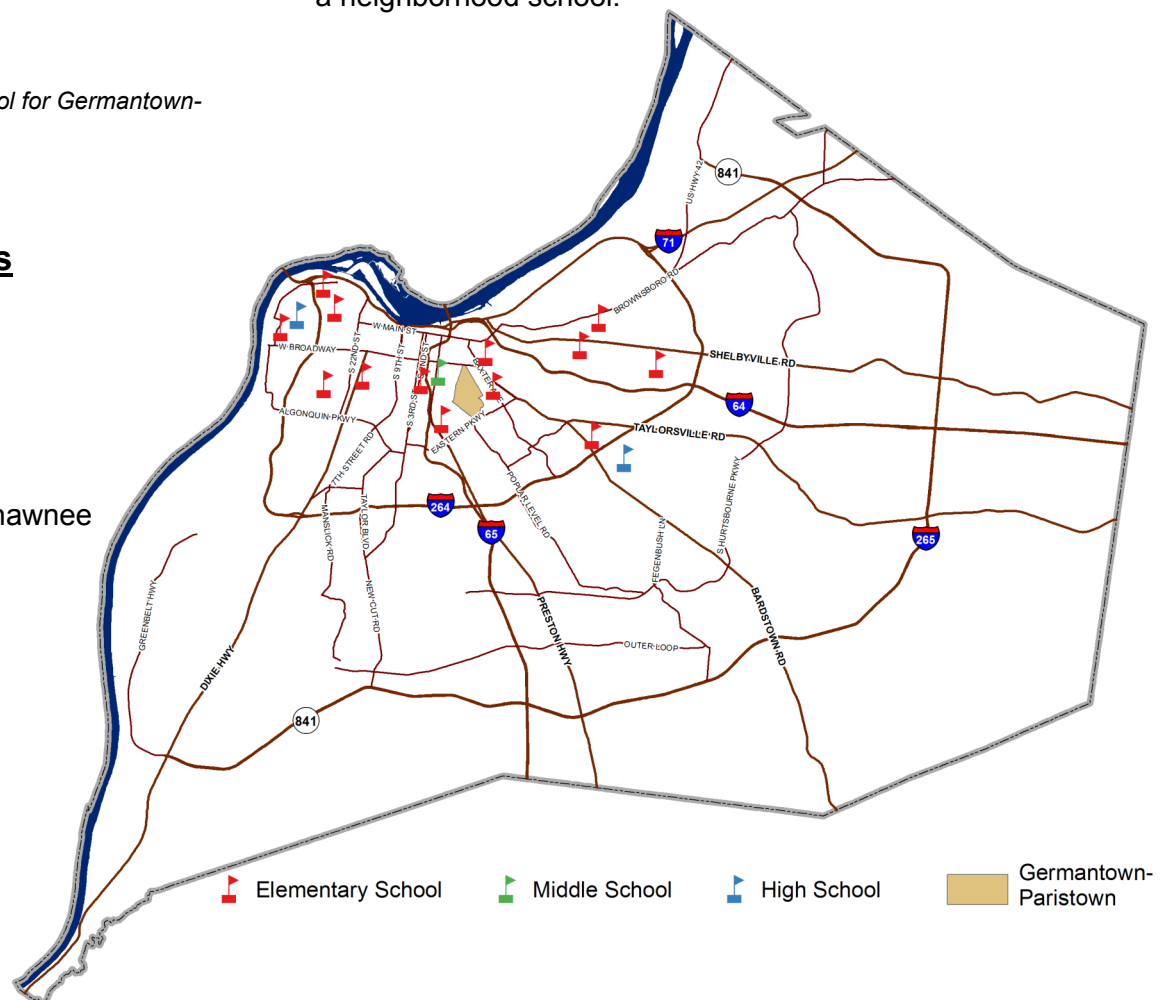 a neighborhood school.
ol for Germantown-
s
hawnee
841
US HWY 42
71
BROWNSBORO RD
W MAIN ST
W BROADWAY
S 22ND ST
S 9TH ST
S 3RD S
2ND ST
BAXTER
SHELBYVILLE RD
ALGONQUIN PKWY
EASTERN PKWY
64
TAYLORSVILLE RD
7TH STREET RD
MANSLICK RD
TAYLOR BLVD
264
65
POPLAR LEVEL RD
S HURTSBOURNE PKWY
265
FEGENBUSH LN
GREENBELT HWY
NEW CUT RD
PRESTON HWY
BARDSTOWN RD
OUTER LOOP
DIXIE HWY
841
Elementary School
Middle School
High School
Germantown-
Paristown